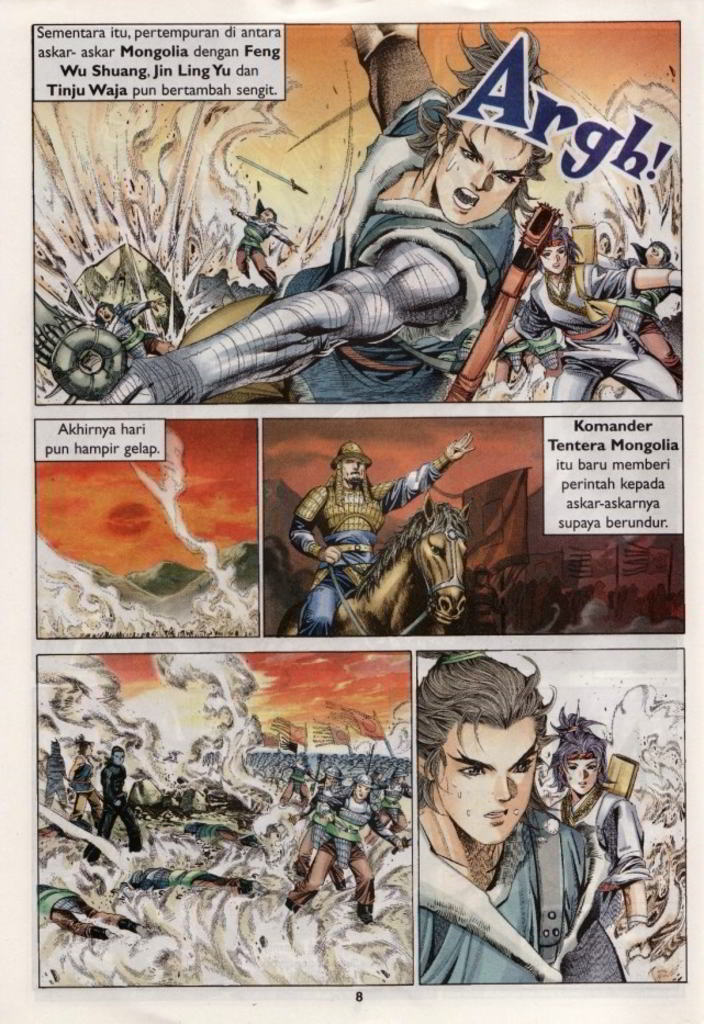 Sementara itu, pertempuran di antara
askar- askar Mongolia dengan Feng
Wu Shuang, Jin Ling Yu dan
Tinju Waja pun bertambah sengit.
Argh!
Akhirnya hari
pun hampir gelap.
Komander
Tentera Mongolia
itu baru memberi
perintah kepada
askar-askarnya
supaya berundur.
8